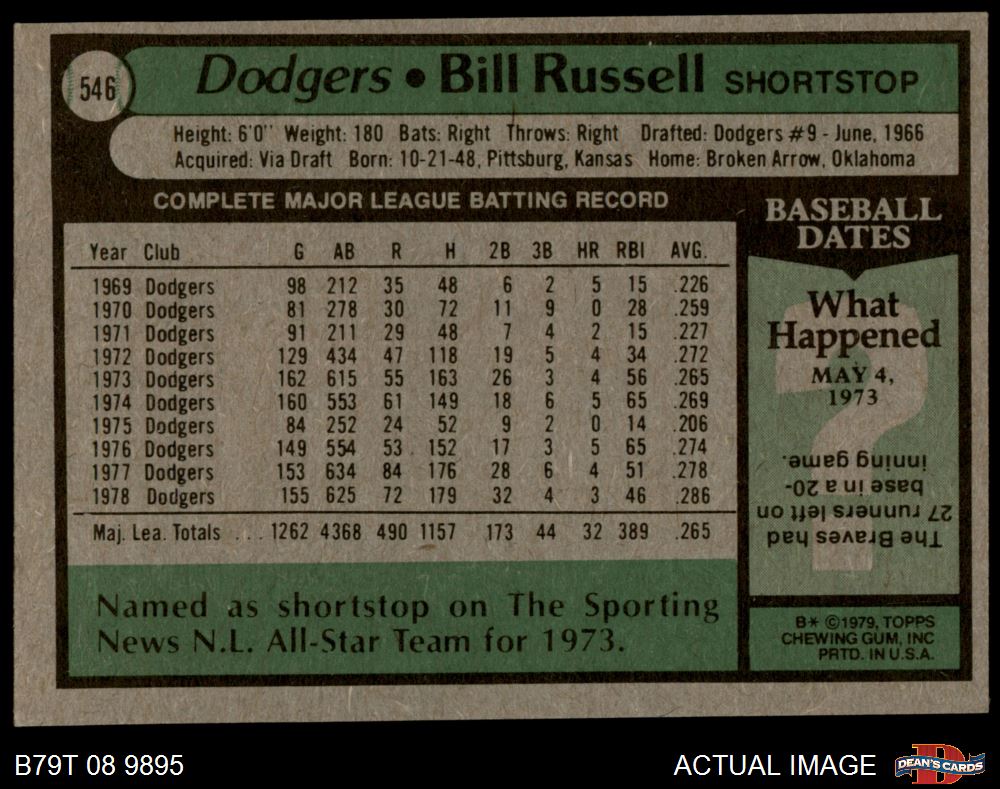 546
Dodgers • Bill Russell SHORTSTOP
Height: 6'0" Weight: 180 Bats: Right Throws: Right Drafted: Dodgers #9 - June, 1966
Acquired: Via Draft Born: 10-21-48, Pittsburg, Kansas Home: Broken Arrow, Oklahoma
COMPLETE MAJOR LEAGUE BATTING RECORD
Year Club G AB R H 2B 3B HR RBI AVG.
1969 Dodgers 98 212 35 48 6 2 5 15 .226
1970 Dodgers 81 278 30 72 11 9 0 28 .259
1971 Dodgers 91 211 29 48 7 4 2 15 .227
1972 Dodgers 129 434 47 118 19 5 4 34 .272
1973 Dodgers 162 615 55 163 26 3 4 56 .265
1974 Dodgers 160 553 61 149 18 6 5 65 .269
1975 Dodgers 84 252 24 52 9 2 0 14 .206
1976 Dodgers 149 554 53 152 17 3 5 65 .274
1977 Dodgers 153 634 84 176 28 6 4 51 .278
1978 Dodgers 155 625 72 179 32 4 3 46 .286
Maj. Lea. Totals . . . 1262 4368 490 1157 173 44 32 389 .265
Named as shortstop on The Sporting
News N.L. All-Star Team for 1973.
BASEBALL
DATES
What
Happened
MAY 4,
1973
The Braves had
27 runners left on
base in a 20-
inning game.
B* ©1979, TOPPS
CHEWING GUM, INC
PRTD. IN U.S.A.
B79T 08 9895
ACTUAL IMAGE
D
DEAN'S CARDS